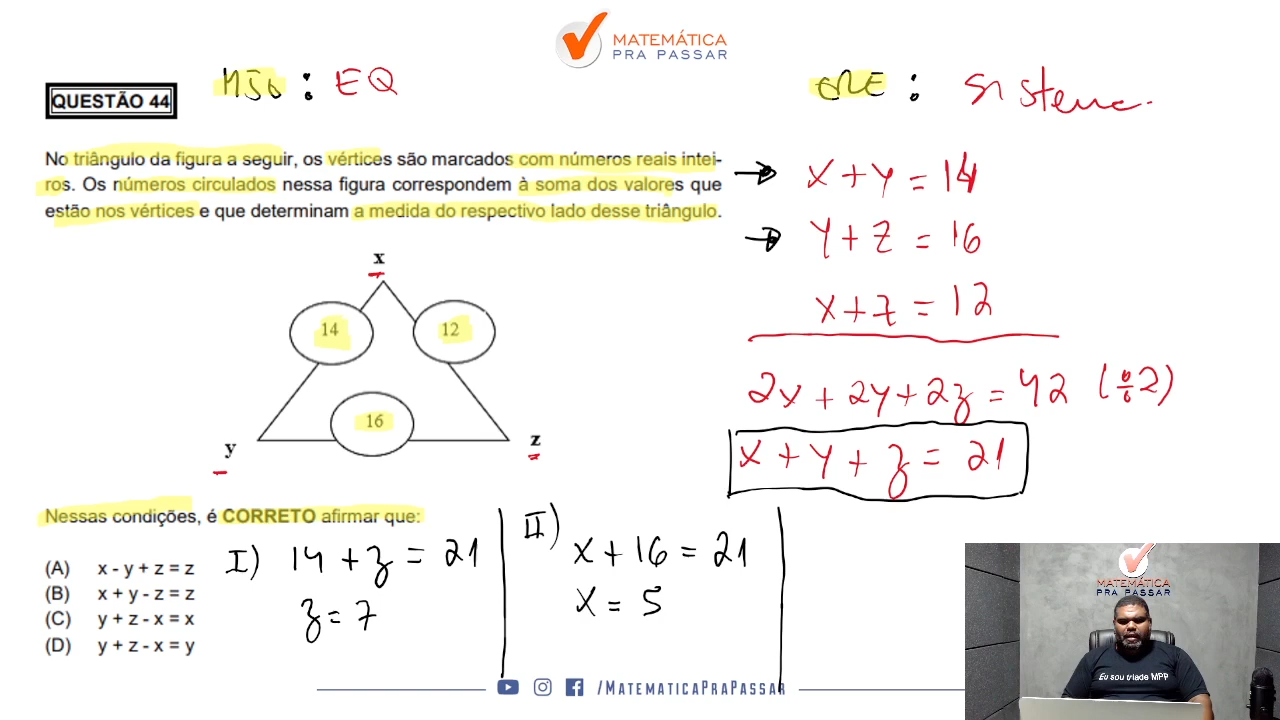 MATEMÁTICA
PRA PASSAR
QUESTÃO 44
: EQ
: Sistema.
No triângulo da figura a seguir, os vértices são marcados com números reais intei-
ros. Os números circulados nessa figura correspondem à soma dos valores que
estão nos vértices e que determinam a medida do respectivo lado desse triângulo.
x
14
12
16
y
z
x + y = 14
y + z = 16
x + z = 12
2x + 2y + 2z = 42 (÷2)
x + y + z = 21
Nessas condições, é CORRETO afirmar que:
(A) x - y + z = z
(B) x + y - z = z
(C) y + z - x = x
(D) y + z - x = y
I) 14 + z = 21
z = 7
II)
x + 16 = 21
x = 5
MATEMÁTICA
PRA PASSAR
Eu sou tríade MPP
/MATEMATICAPRAPASSAR